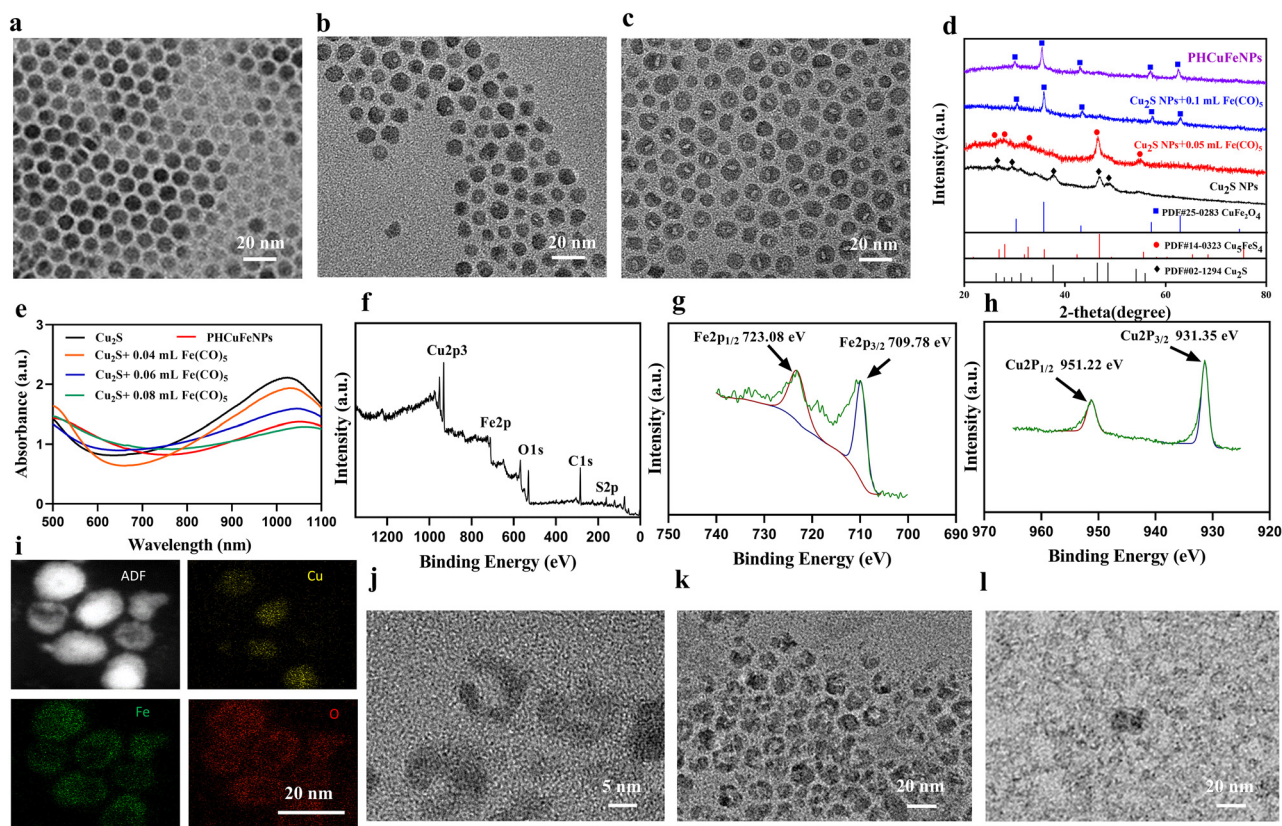 a
20 nm
b
20 nm
c
20 nm
d
PHCuFeNPs
Cu₂S NPs+0.1 mL Fe(CO)₅
Cu₂S NPs+0.05 mL Fe(CO)₅
Cu₂S NPs
PDF#25-0283 CuFe₂O₄
PDF#14-0323 Cu₅FeS₄
PDF#02-1294 Cu₂S
Intensity(a.u.)
20 40 60 80
2-theta(degree)
e
3
2
1
0
Absorbance (a.u.)
Cu₂S
PHCuFeNPs
Cu₂S+ 0.04 mL Fe(CO)₅
Cu₂S+ 0.06 mL Fe(CO)₅
Cu₂S+ 0.08 mL Fe(CO)₅
500 600 700 800 900 1000 1100
Wavelength (nm)
f
Intensity (a.u.)
Cu2p3
Fe2p
O1s
C1s
S2p
1200 1000 800 600 400 200 0
Binding Energy (eV)
g
Intensity (a.u.)
Fe2p₁/₂ 723.08 eV
Fe2p₃/₂ 709.78 eV
750 740 730 720 710 700 690
Binding Energy (eV)
h
Intensity (a.u.)
Cu2P₃/₂ 931.35 eV
Cu2P₁/₂ 951.22 eV
970 960 950 940 930 920
Binding Energy (eV)
i
ADF
Cu
Fe
O
20 nm
j
5 nm
k
20 nm
l
20 nm